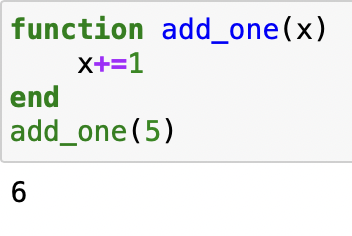 function add_one(x)
    x+=1
end
add_one(5)
6